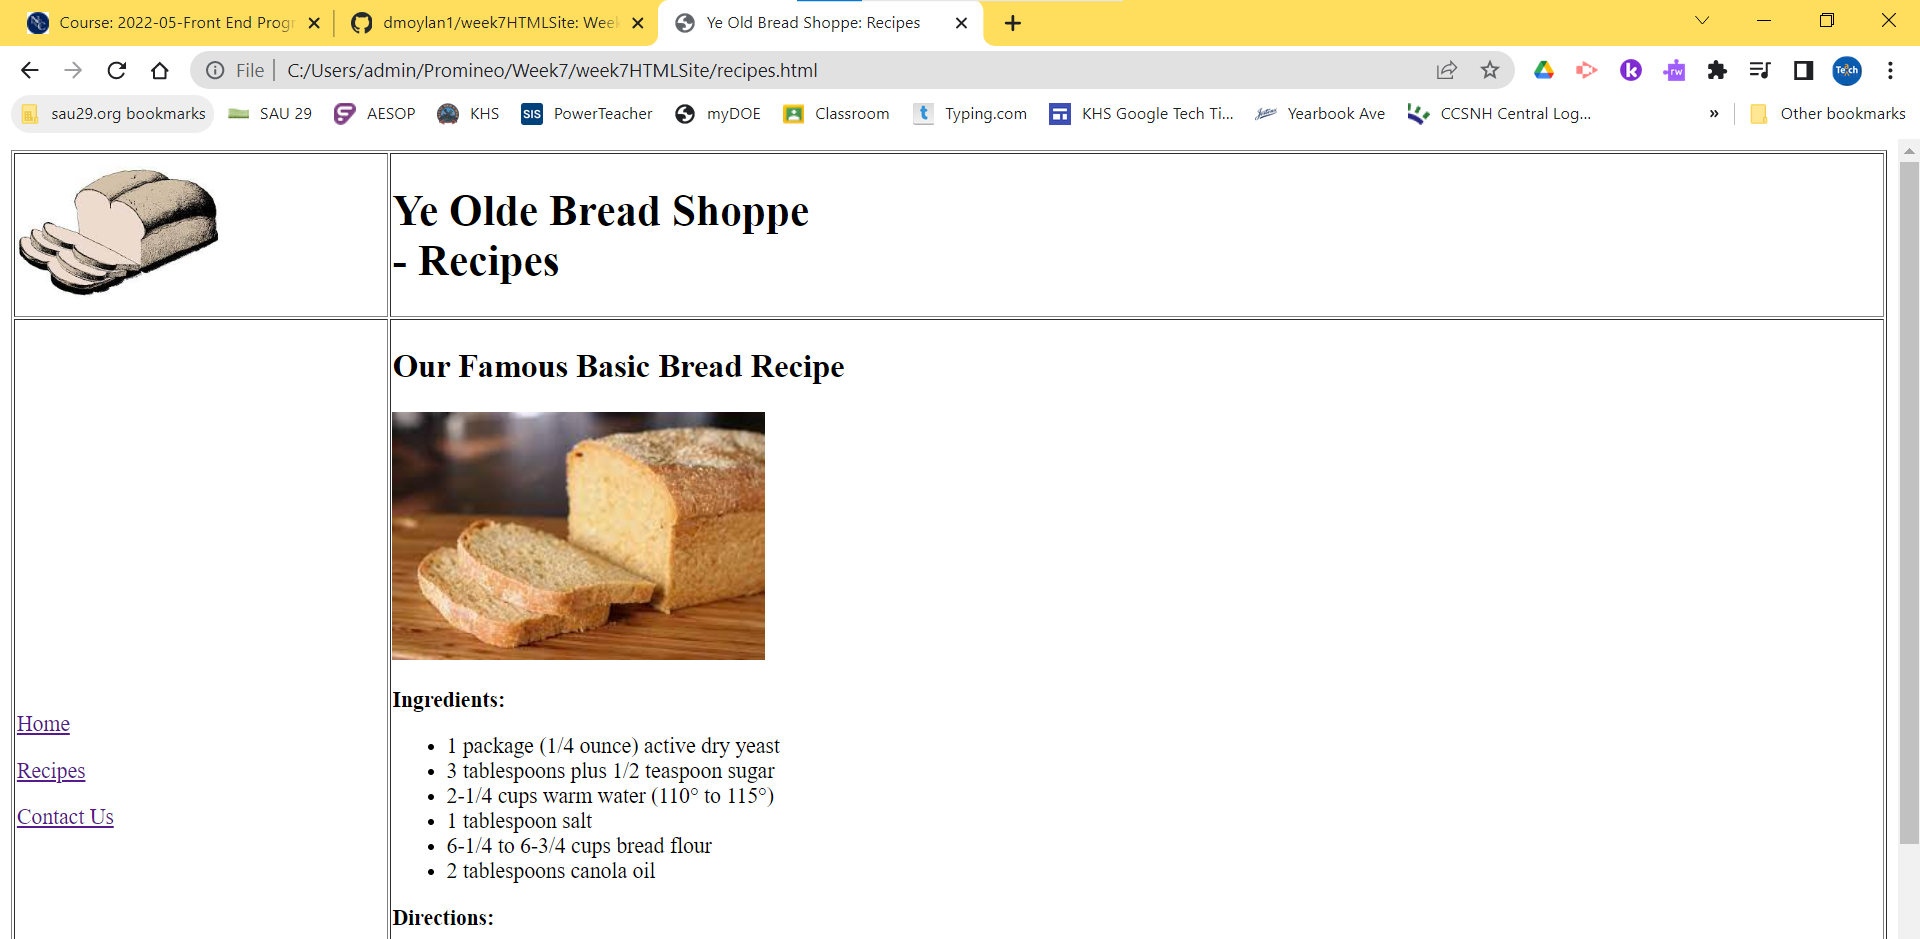 Course: 2022-05-Front End Progr
dmoylan1/week7HTMLSite: Week
Ye Old Bread Shoppe: Recipes
File
C:/Users/admin/Promineo/Week7/week7HTMLSite/recipes.html
k
rw
Te:ch
sau29.org bookmarks
SAU 29
AESOP
KHS
SIS
PowerTeacher
myDOE
Classroom
t
Typing.com
KHS Google Tech Ti...
Yearbook Ave
CCSNH Central Log...
»
Other bookmarks
Ye Olde Bread Shoppe
- Recipes
Our Famous Basic Bread Recipe
Home
Recipes
Contact Us
Ingredients:
• 1 package (1/4 ounce) active dry yeast
• 3 tablespoons plus 1/2 teaspoon sugar
• 2-1/4 cups warm water (110° to 115°)
• 1 tablespoon salt
• 6-1/4 to 6-3/4 cups bread flour
• 2 tablespoons canola oil
Directions: